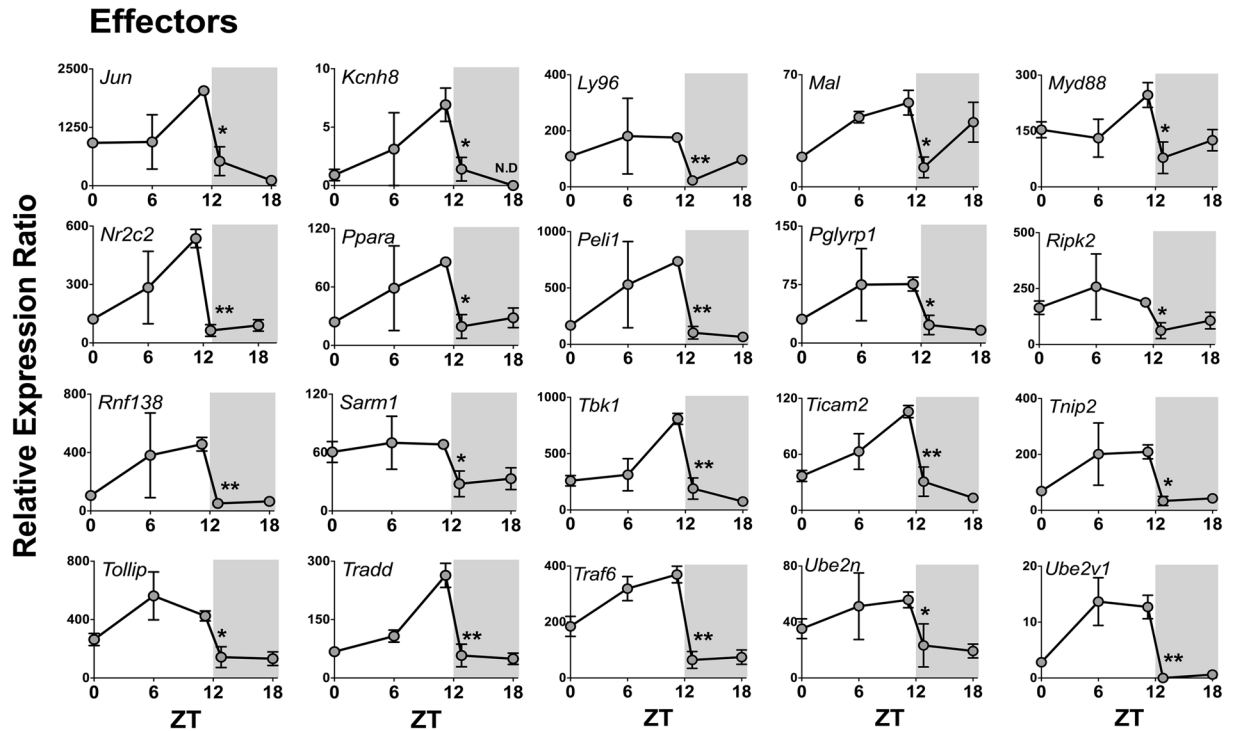 Effectors
Relative Expression Ratio
Jun
2500
1250
0
*
0 6 12 18
Kcnh8
10
5
0
*
N.D
0 6 12 18
Ly96
400
200
0
**
0 6 12 18
Mal
70
0
*
0 6 12 18
Myd88
300
150
0
*
0 6 12 18
Nr2c2
600
300
0
**
0 6 12 18
Ppara
120
60
0
*
0 6 12 18
Peli1
1000
500
0
**
0 6 12 18
Pglyrp1
150
75
0
*
0 6 12 18
Ripk2
500
250
0
*
0 6 12 18
Rnf138
800
400
0
**
0 6 12 18
Sarm1
120
60
0
*
0 6 12 18
Tbk1
1000
500
0
**
0 6 12 18
Ticam2
120
60
0
**
0 6 12 18
Tnip2
400
200
0
*
0 6 12 18
Tollip
800
400
0
*
0 6 12 18
Tradd
300
150
0
**
0 6 12 18
Traf6
400
200
0
**
0 6 12 18
Ube2n
80
40
0
*
0 6 12 18
Ube2v1
20
10
0
**
0 6 12 18
ZT ZT ZT ZT ZT